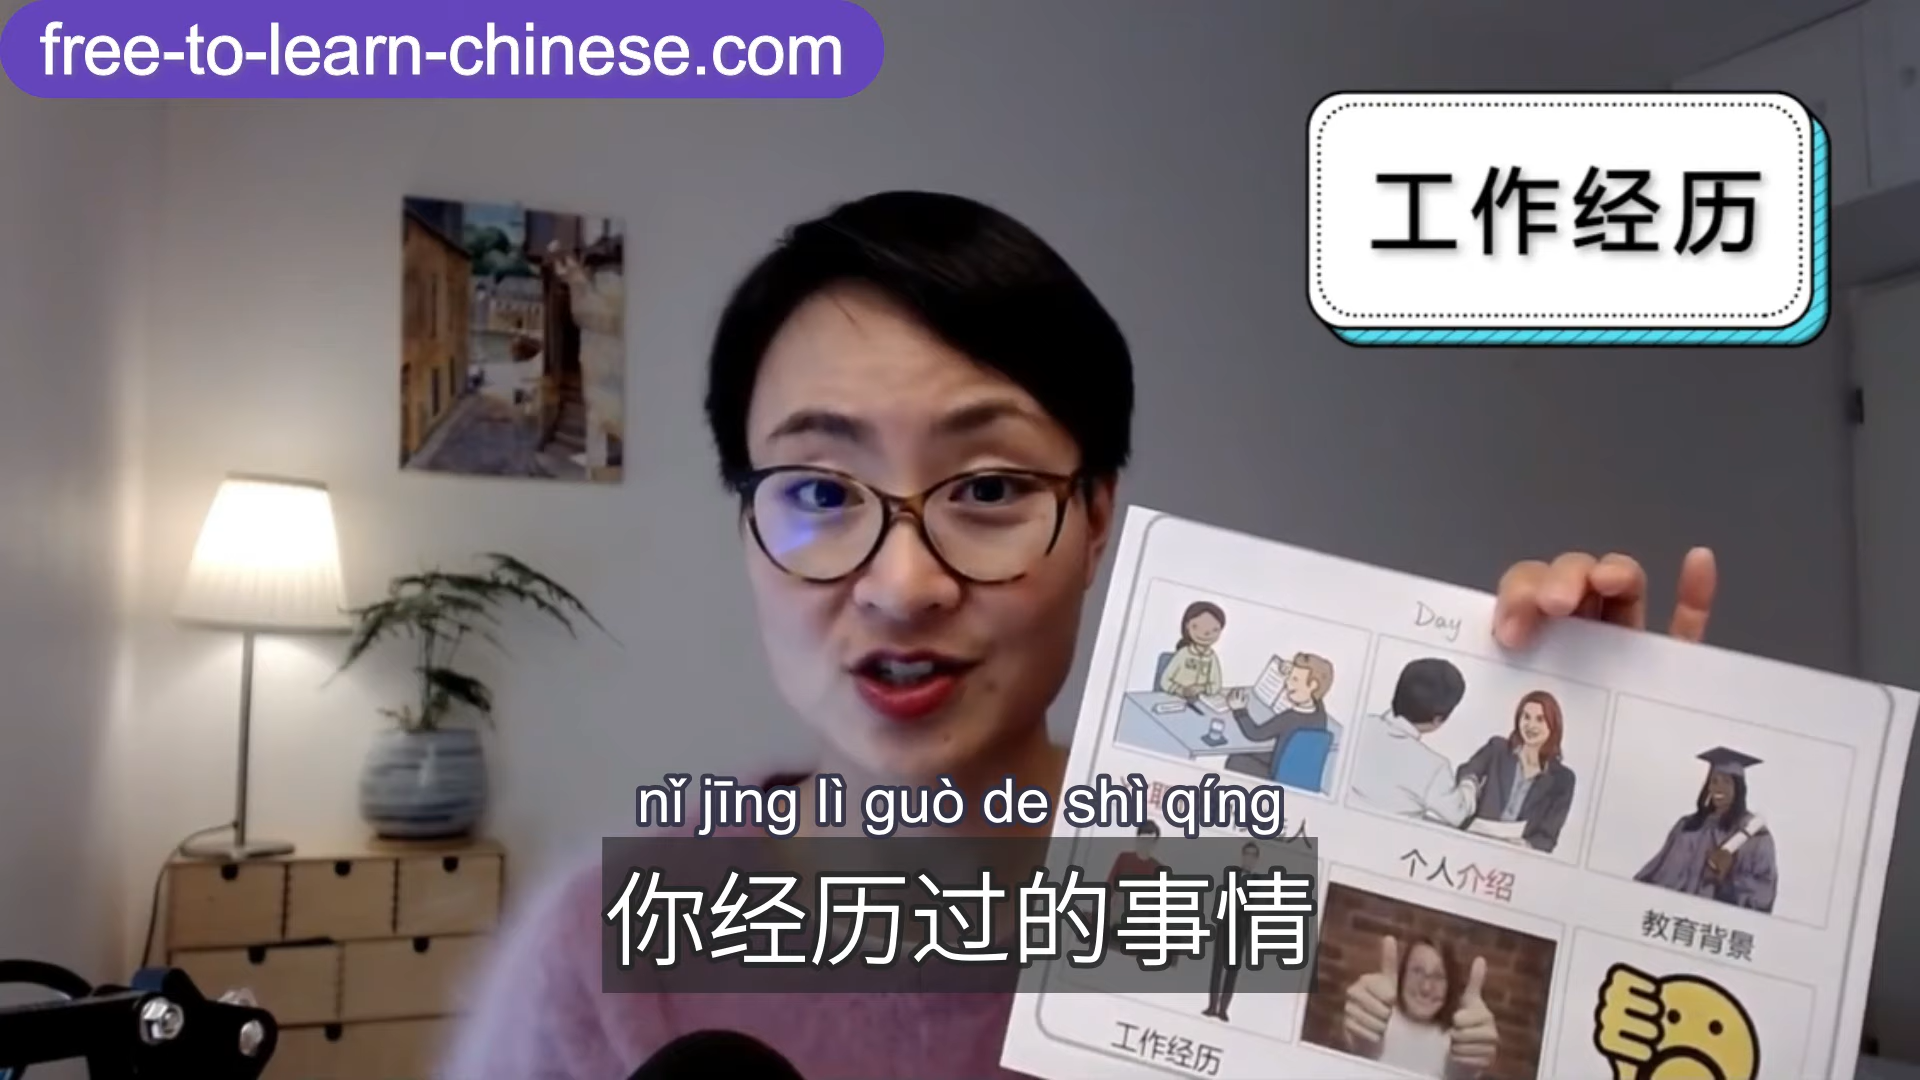 free-to-learn-chinese.com
工作经历
Day
个人介绍
教育背景
工作经历
nǐ jīng lì guò de shì qíng
你经历过的事情